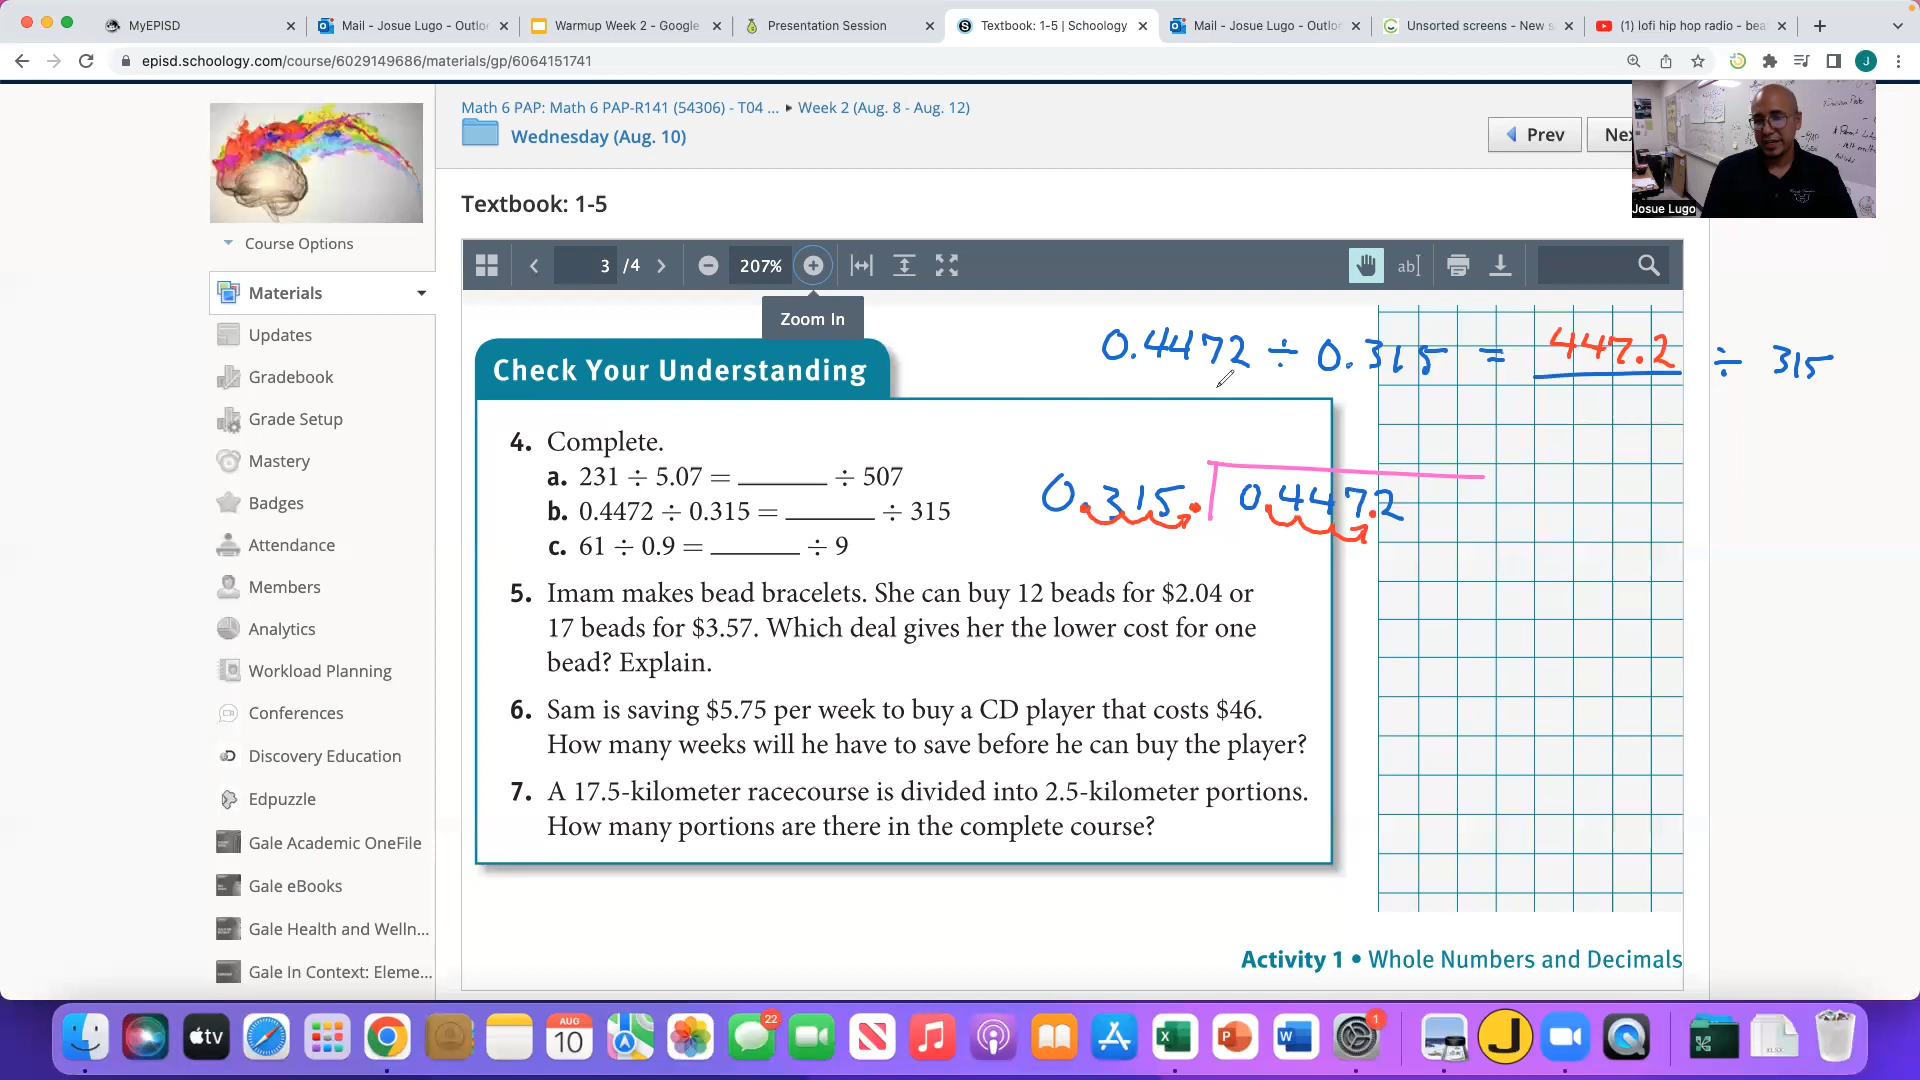 MyEPISD
Mail - Josue Lugo - Outlo
Warmup Week 2 - Google
Presentation Session
Textbook: 1-5 | Schoology
Mail - Josue Lugo - Outlo
Unsorted screens - New s
(1) lofi hip hop radio - bea
episd.schoology.com/course/6029149686/materials/gp/6064151741
J
Math 6 PAP: Math 6 PAP-R141 (54306) - T04 ... ▸ Week 2 (Aug. 8 - Aug. 12)
Wednesday (Aug. 10)
Prev
Nex
Josue Lugo
Textbook: 1-5
Course Options
Materials
Updates
Gradebook
Grade Setup
Mastery
Badges
Attendance
Members
Analytics
Workload Planning
Conferences
Discovery Education
Edpuzzle
Gale Academic OneFile
Gale eBooks
Gale Health and Welln...
Gale In Context: Eleme...
3 /4
207%
ab
Zoom In
0.4472 ÷ 0.315 = 447.2 ÷ 315
Check Your Understanding
4. Complete.
a. 231 ÷ 5.07 = ________ ÷ 507
b. 0.4472 ÷ 0.315 = ________ ÷ 315
c. 61 ÷ 0.9 = ________ ÷ 9
0.315. 0.447.2
5. Imam makes bead bracelets. She can buy 12 beads for $2.04 or
17 beads for $3.57. Which deal gives her the lower cost for one
bead? Explain.
6. Sam is saving $5.75 per week to buy a CD player that costs $46.
How many weeks will he have to save before he can buy the player?
7. A 17.5-kilometer racecourse is divided into 2.5-kilometer portions.
How many portions are there in the complete course?
Activity 1 • Whole Numbers and Decimals
tv
AUG
10
22
X
P
W
1
J
XLSX